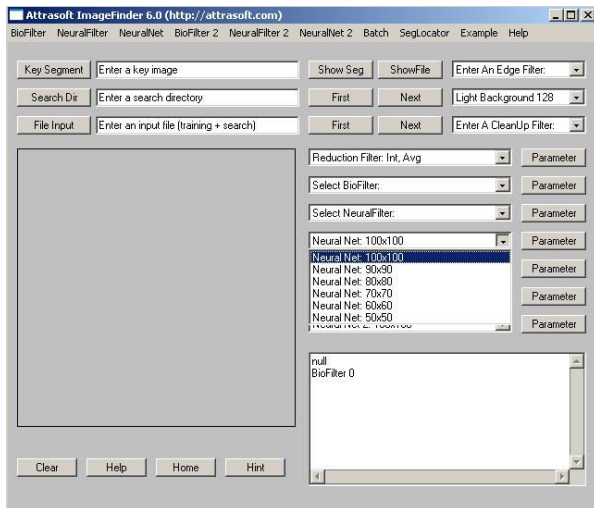 Attrasoft ImageFinder 6.0 (http://attrasoft.com)
BioFilter NeuralFilter NeuralNet BioFilter 2 NeuralFilter 2 NeuralNet 2 Batch SegLocator Example Help
Key Segment Enter a key image Show Seg ShowFile Enter An Edge Filter:
Search Dir Enter a search directory First Next Light Background 128
File Input Enter an input file (training + search) First Next Enter A CleanUp Filter:
Reduction Filter: Int, Avg Parameter
Select BioFilter: Parameter
Select NeuralFilter: Parameter
Neural Net: 100x100 Parameter
Neural Net: 100x100
Neural Net: 90x90 Parameter
Neural Net: 80x80
Neural Net: 70x70 Parameter
Neural Net: 60x60
Neural Net: 50x50
Neural Net 2: 100x100 Parameter
null
BioFilter 0
Clear Help Home Hint